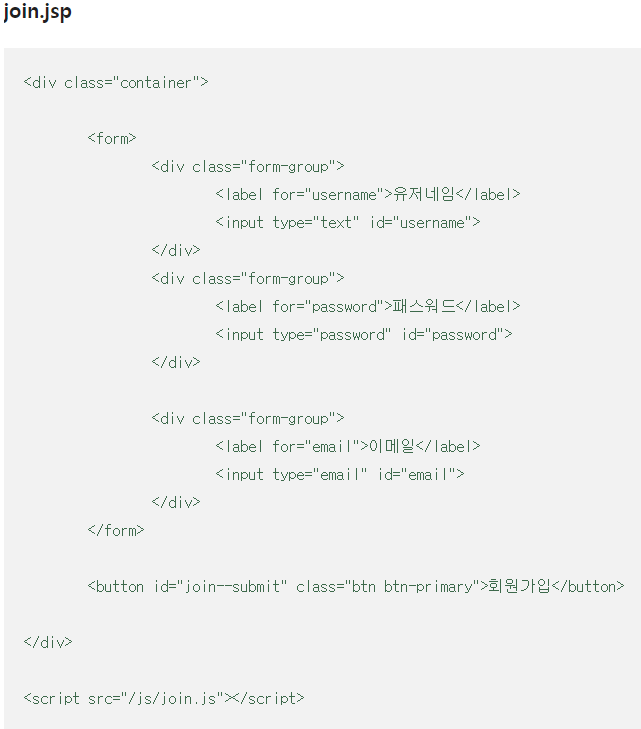 join.jsp
<div class="container">
<form>
<div class="form-group">
<label for="username">유저네임</label>
<input type="text" id="username">
</div>
<div class="form-group">
<label for="password">패스워드</label>
<input type="password" id="password">
</div>
<div class="form-group">
<label for="email">이메일</label>
<input type="email" id="email">
</div>
</form>
<button id="join--submit" class="btn btn-primary">회원가입</button>
</div>
<script src="/js/join.js"></script>